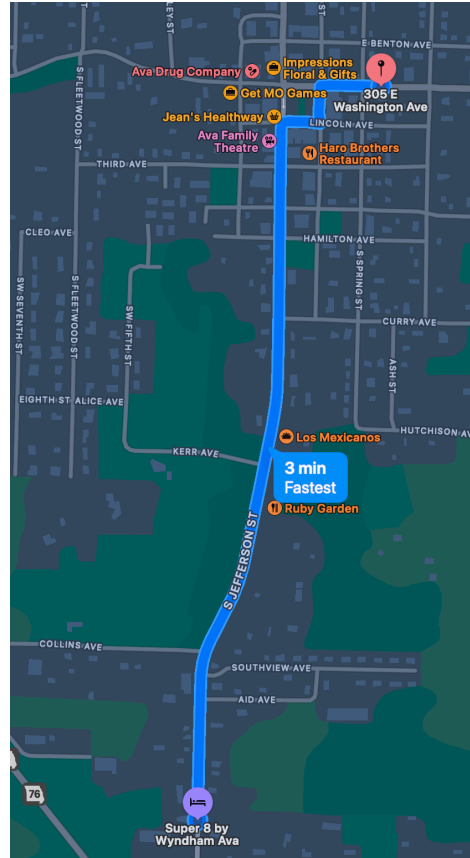 S FLEETWOOD ST
LEY ST
E BENTON AVE
Impressions
Floral & Gifts
Ava Drug Company
305 E
Washington Ave
Get MO Games
Jean's Healthway
LINCOLN AVE
Ava Family
Theatre
Haro Brothers
Restaurant
THIRD AVE
CLEO AVE
HAMILTON AVE
SW SEVENTH ST
S FLEETWOOD ST
SW FIFTH ST
S SPRING ST
CURRY AVE
ASH ST
EIGHTH ST
ALICE AVE
HUTCHISON AV
Los Mexicanos
KERR AVE
3 min
Fastest
Ruby Garden
S JEFFERSON ST
COLLINS AVE
SOUTHVIEW AVE
AID AVE
76
Super 8 by
Wyndham Ava